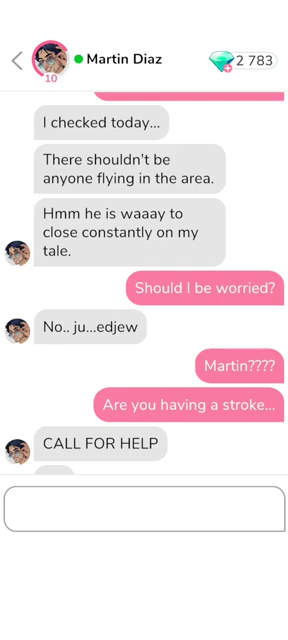 Martin Diaz
2 783
10
I checked today...
There shouldn't be
anyone flying in the area.
Hmm he is waaay to
close constantly on my
tale.
Should I be worried?
No.. ju...edjew
Martin????
Are you having a stroke...
CALL FOR HELP